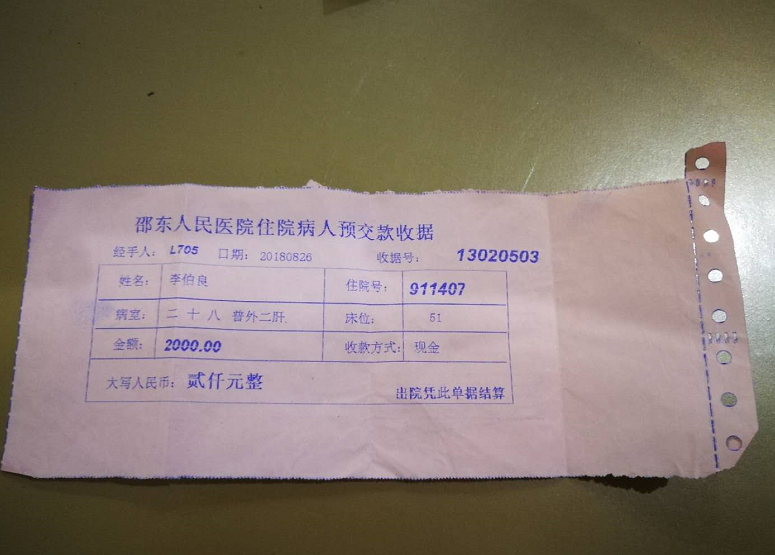 邵东人民医院住院病人预交款收据
经手人: L705 日期: 20180826 收据号: 13020503
姓名: 李伯良 住院号: 911407
病室: 二十八 普外二肝 床位: 51
金额: 2000.00 收款方式: 现金
大写人民币: 贰仟元整 出院凭此单据结算